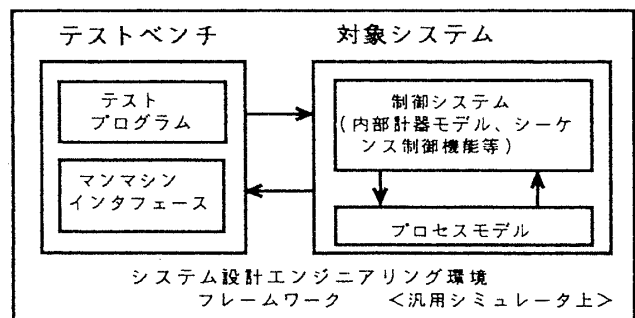 テストベンチ
対象システム
テスト
プログラム
マンマシン
インタフェース
制御システム
(内部計器モデル、シーケ
ンス制御機能等)
プロセスモデル
システム設計エンジニアリング環境
フレームワーク <汎用シミュレータ上>